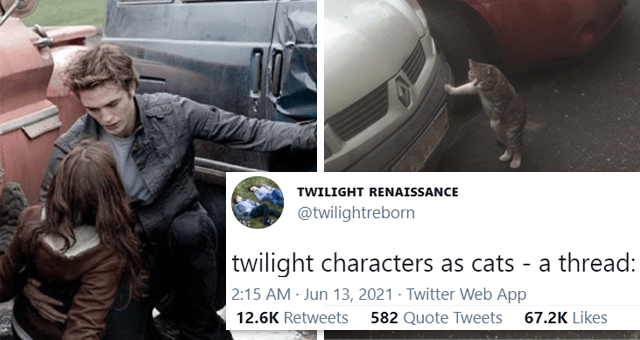 TWILIGHT RENAISSANCE
@twilightreborn
twilight characters as cats - a thread:
2:15 AM · Jun 13, 2021 · Twitter Web App
12.6K Retweets 582 Quote Tweets 67.2K Likes